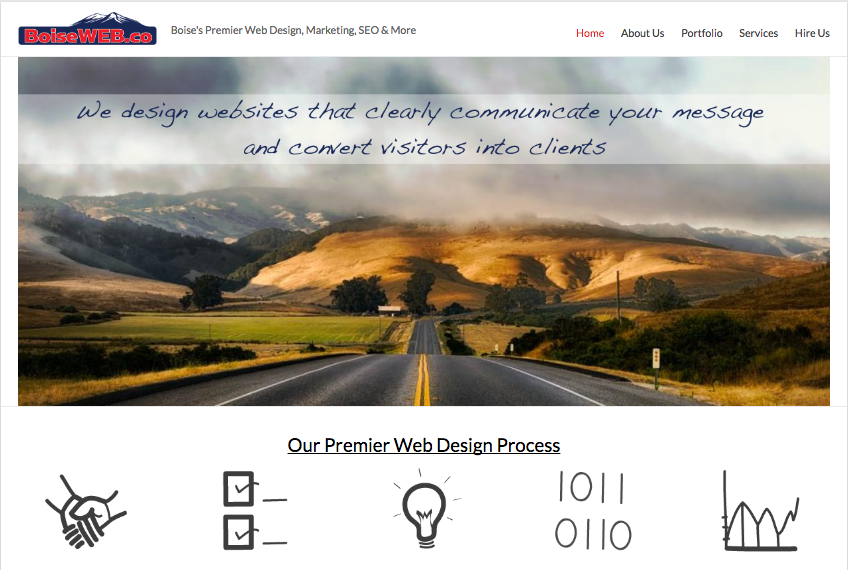 BoiseWEB.co
Boise's Premier Web Design, Marketing, SEO & More
Home About Us Portfolio Services Hire Us
We design websites that clearly communicate your message
and convert visitors into clients
Our Premier Web Design Process
1011
0110